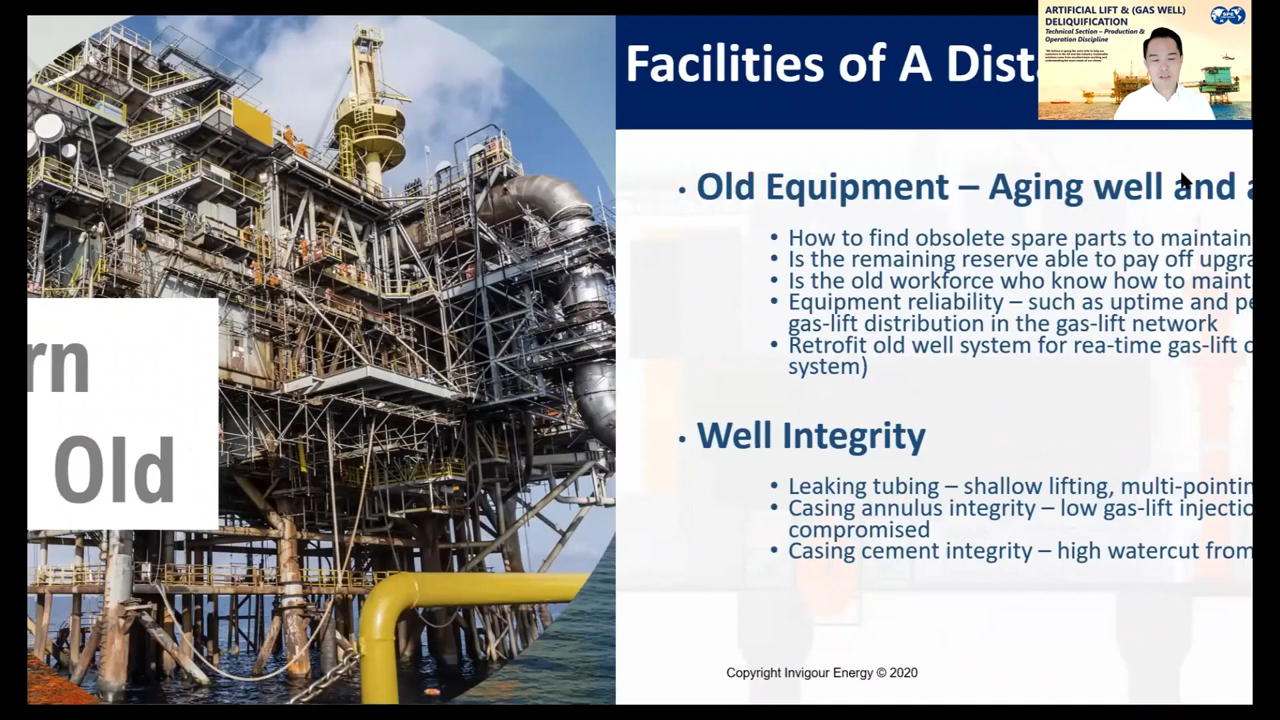 Facilities of A Dist
ARTIFICIAL LIFT & (GAS WELL)
DELIQUIFICATION
Technical Section – Production &
Operation Discipline
rn
Old
• Old Equipment – Aging well and a
• How to find obsolete spare parts to maintain
• Is the remaining reserve able to pay off upgra
• Is the old workforce who know how to maint
• Equipment reliability – such as uptime and pe
gas-lift distribution in the gas-lift network
• Retrofit old well system for rea-time gas-lift o
system)
• Well Integrity
• Leaking tubing – shallow lifting, multi-pointin
• Casing annulus integrity – low gas-lift injectio
compromised
• Casing cement integrity – high watercut from
Copyright Invigour Energy © 2020